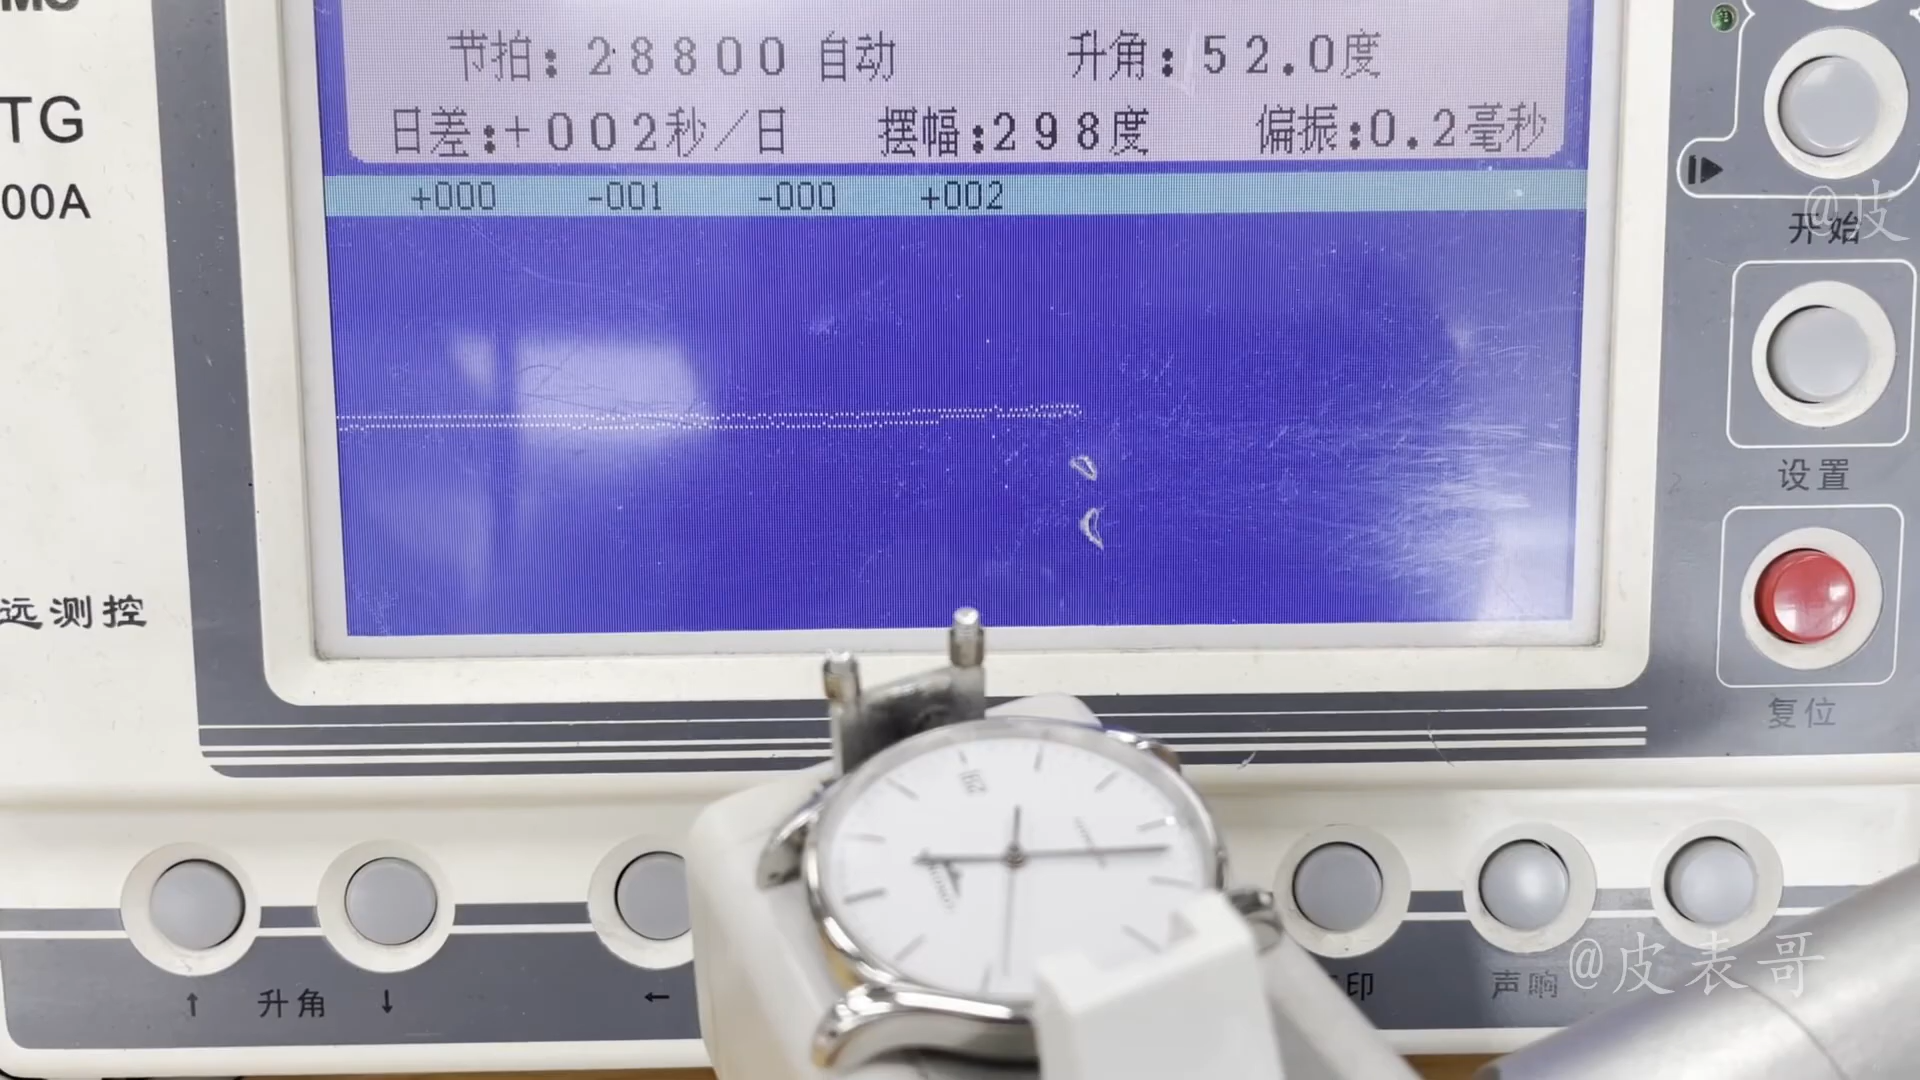 TG
00A
节拍:28800 自动 升角:52.0度
日差:+002秒/日 摆幅:298度 偏振:0.2毫秒
+000 -001 -000 +002
@皮
开始
设置
复位
远测控
29
↑ 升角 ↓ ←
印
声响
@皮表哥